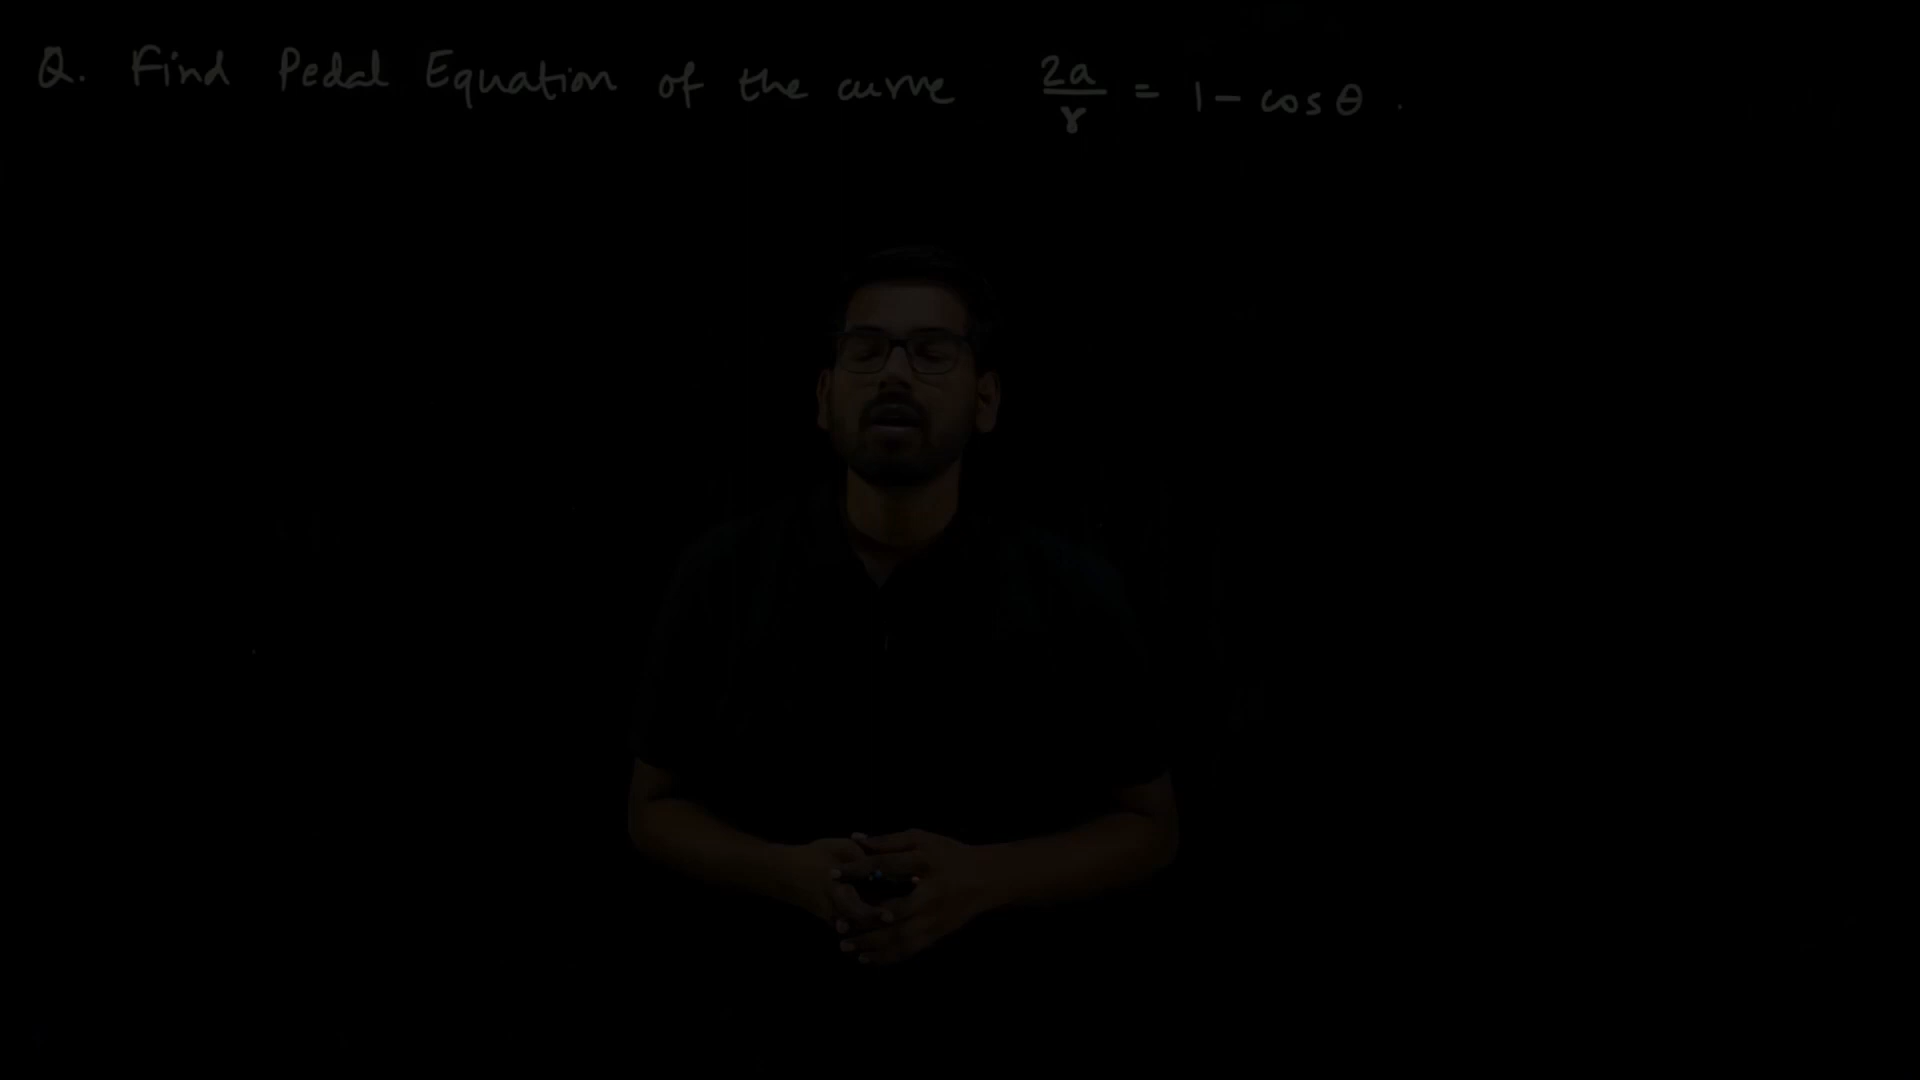 Q. Find Pedal Equation of the curve 2a/r = 1 - cos θ.